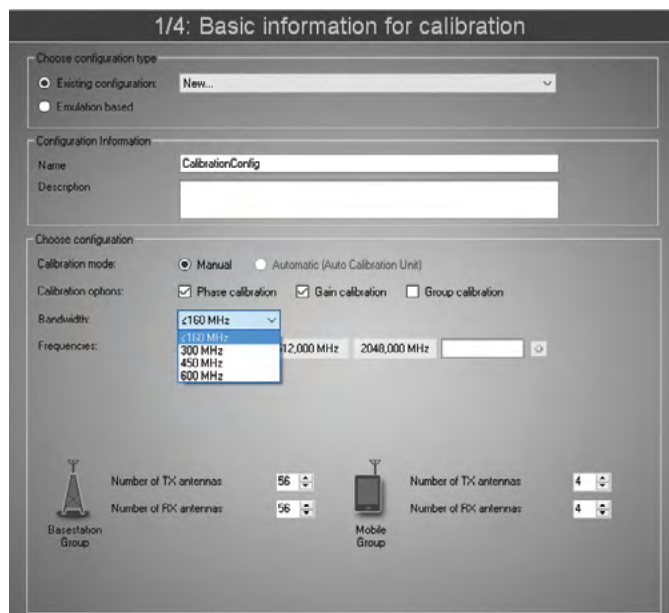 1/4: Basic information for calibration
Choose configuration type
Existing configuration: New...
Emulation based
Configuration Information
Name CalibrationConfig
Description
Choose configuration
Calibration mode: Manual Automatic (Auto Calibration Unit)
Calibration options: Phase calibration Gain calibration Group calibration
Bandwidth: ≤160 MHz
≤160 MHz
Frequencies: 512,000 MHz 2048,000 MHz
300 MHz
450 MHz
600 MHz
Number of TX antennas 56 Number of TX antennas 4
Number of RX antennas 56 Number of RX antennas 4
Basestation Group Mobile Group